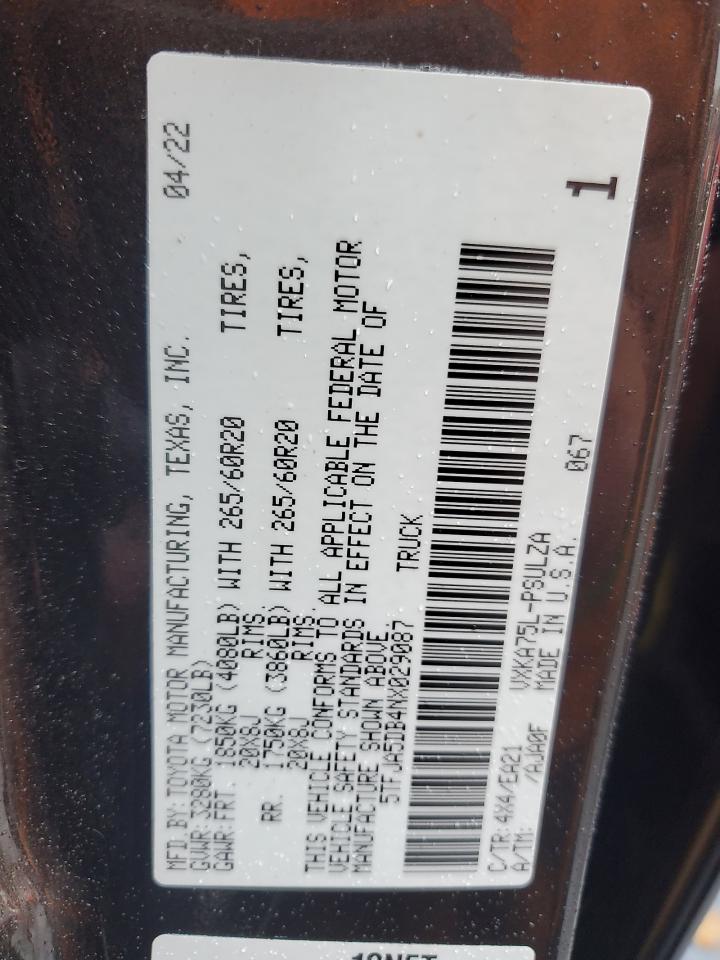 MFD BY: TOYOTA MOTOR MANUFACTURING, TEXAS, INC. 04/22
GVWR: 3280KG (7230LB)
GAWR: FRT. 1850KG (4080LB) WITH 265/60R20 TIRES,
20X8J RIMS,
RR. 1750KG (3860LB) WITH 265/60R20 TIRES,
20X8J RIMS.
THIS VEHICLE CONFORMS TO ALL APPLICABLE FEDERAL MOTOR
VEHICLE SAFETY STANDARDS IN EFFECT ON THE DATE OF
MANUFACTURE SHOWN ABOVE.
5TFJA5DB4NX029087 TRUCK
C/TR: 4X4/EA21 VXKA75L-PSULZA 067
A/TM: /AJA0F MADE IN U.S.A. 1